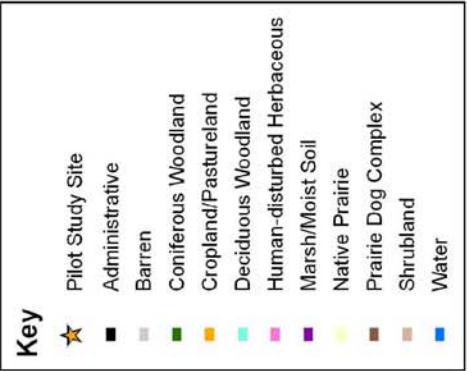 Key
Pilot Study Site
Administrative
Barren
Coniferous Woodland
Cropland/Pastureland
Deciduous Woodland
Human-disturbed Herbaceous
Marsh/Moist Soil
Native Prairie
Prairie Dog Complex
Shrubland
Water